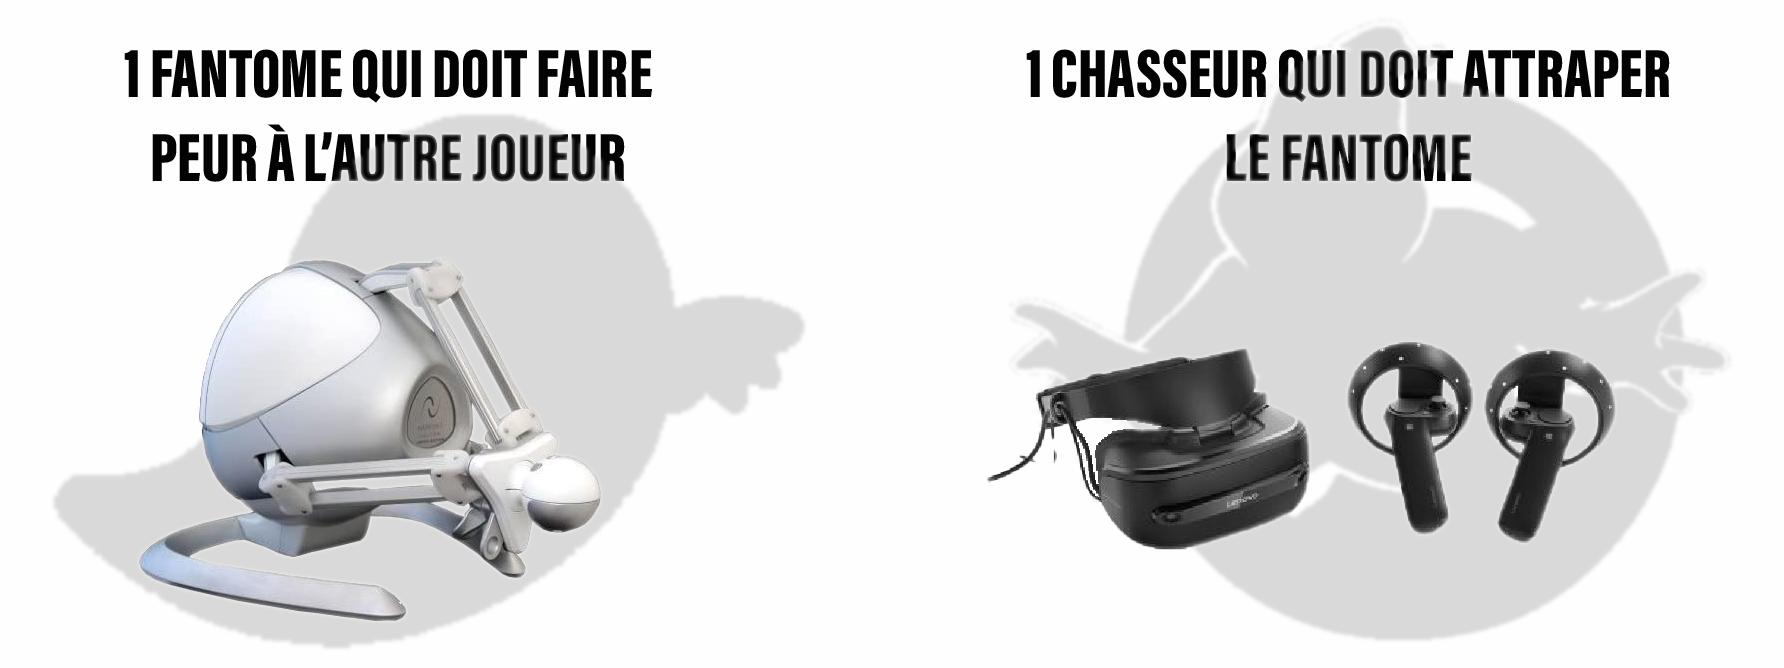 1 FANTOME QUI DOIT FAIRE
PEUR À L'AUTRE JOUEUR
1 CHASSEUR QUI DOIT ATTRAPER
LE FANTOME
Lenovo